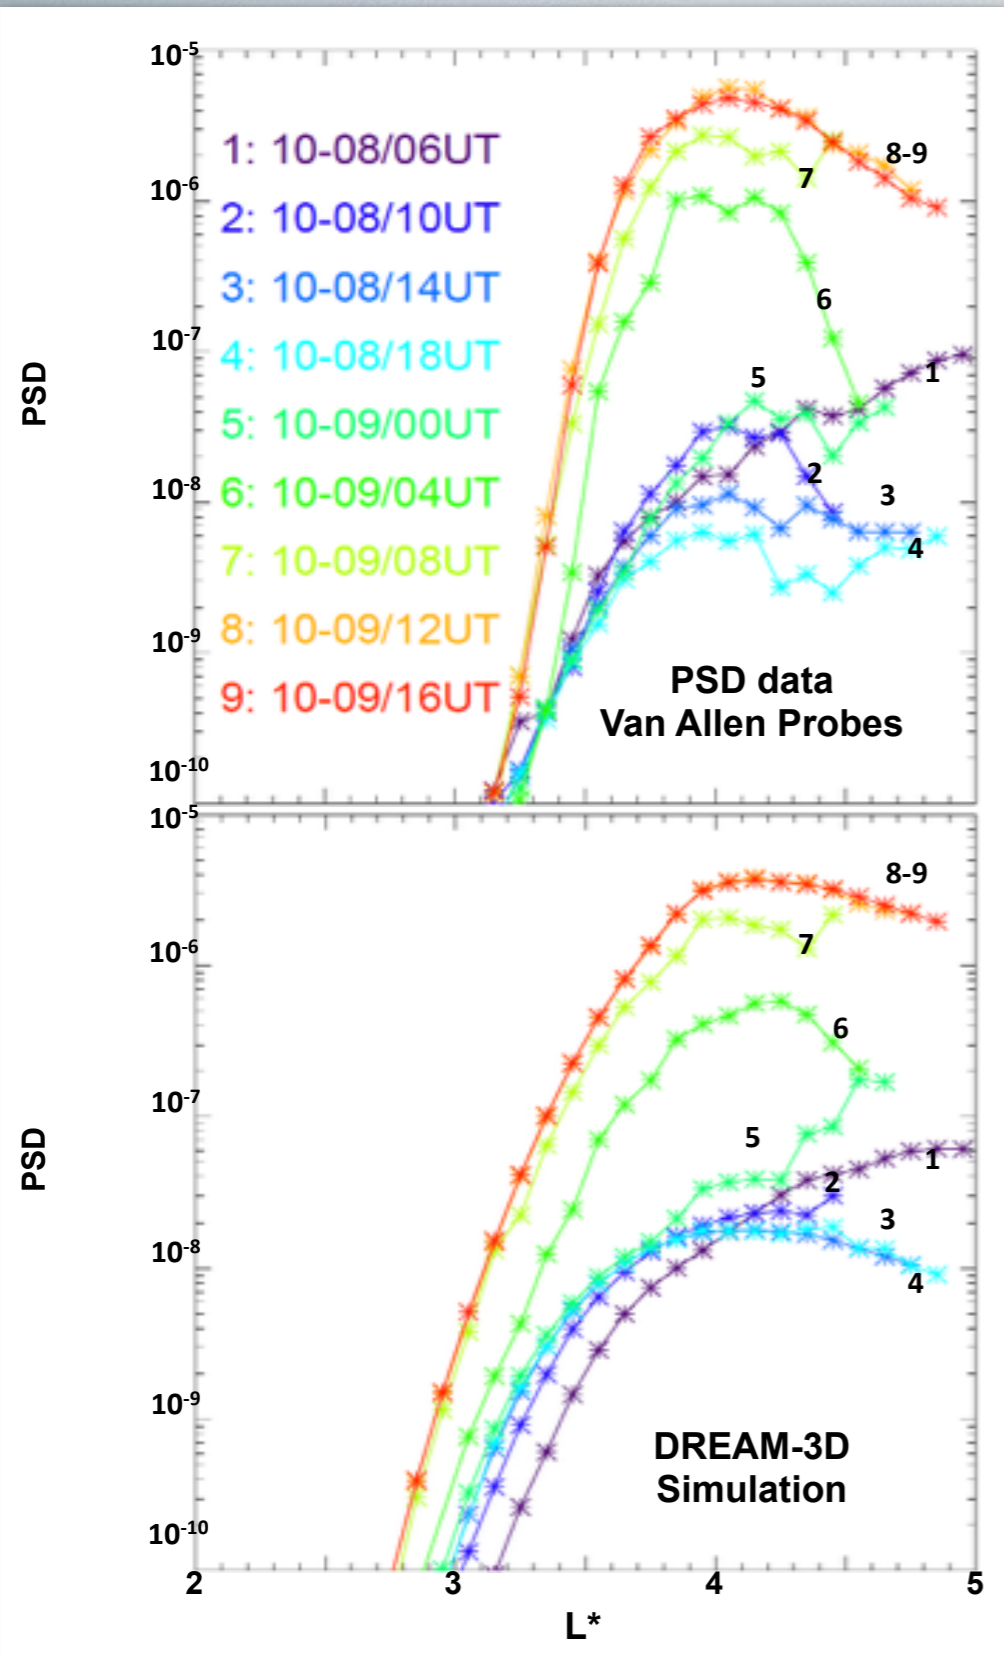 10-5
1: 10-08/06UT
8-9
7
10-6
2: 10-08/10UT
3: 10-08/14UT
6
10-7
4: 10-08/18UT
1
PSD
5
5: 10-09/00UT
2
10-8
3
6: 10-09/04UT
4
7: 10-09/08UT
8: 10-09/12UT
10-9
9: 10-09/16UT
PSD data
Van Allen Probes
10-10
10-5
8-9
7
10-6
6
10-7
5
1
PSD
2
3
10-8
4
10-9
DREAM-3D
Simulation
10-10
2 3 4 5
L*